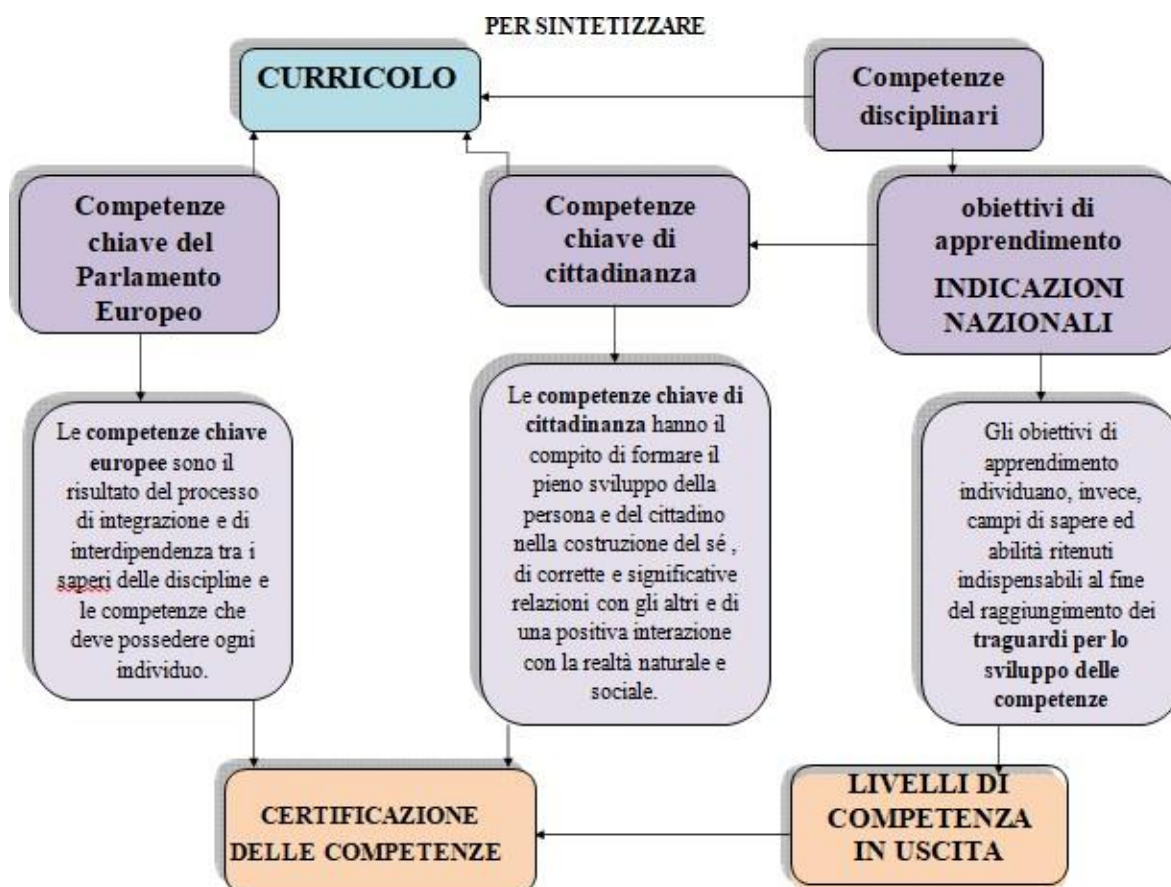 PER SINTETIZZARE
CURRICOLO
Competenze
disciplinari
Competenze
chiave del
Parlamento
Europeo
Competenze
chiave di
cittadinanza
obiettivi di
apprendimento
INDICAZIONI
NAZIONALI
Le competenze chiave
europee sono il
risultato del processo
di integrazione e di
interdipendenza tra i
saperi delle discipline e
le competenze che
deve possedere ogni
individuo.
Le competenze chiave di
cittadinanza hanno il
compito di formare il
pieno sviluppo della
persona e del cittadino
nella costruzione del sé ,
di corrette e significative
relazioni con gli altri e di
una positiva interazione
con la realtà naturale e
sociale.
Gli obiettivi di
apprendimento
individuano, invece,
campi di sapere ed
abilità ritenuti
indispensabili al fine
del raggiungimento dei
traguardi per lo
sviluppo delle
competenze
CERTIFICAZIONE
DELLE COMPETENZE
LIVELLI DI
COMPETENZA
IN USCITA